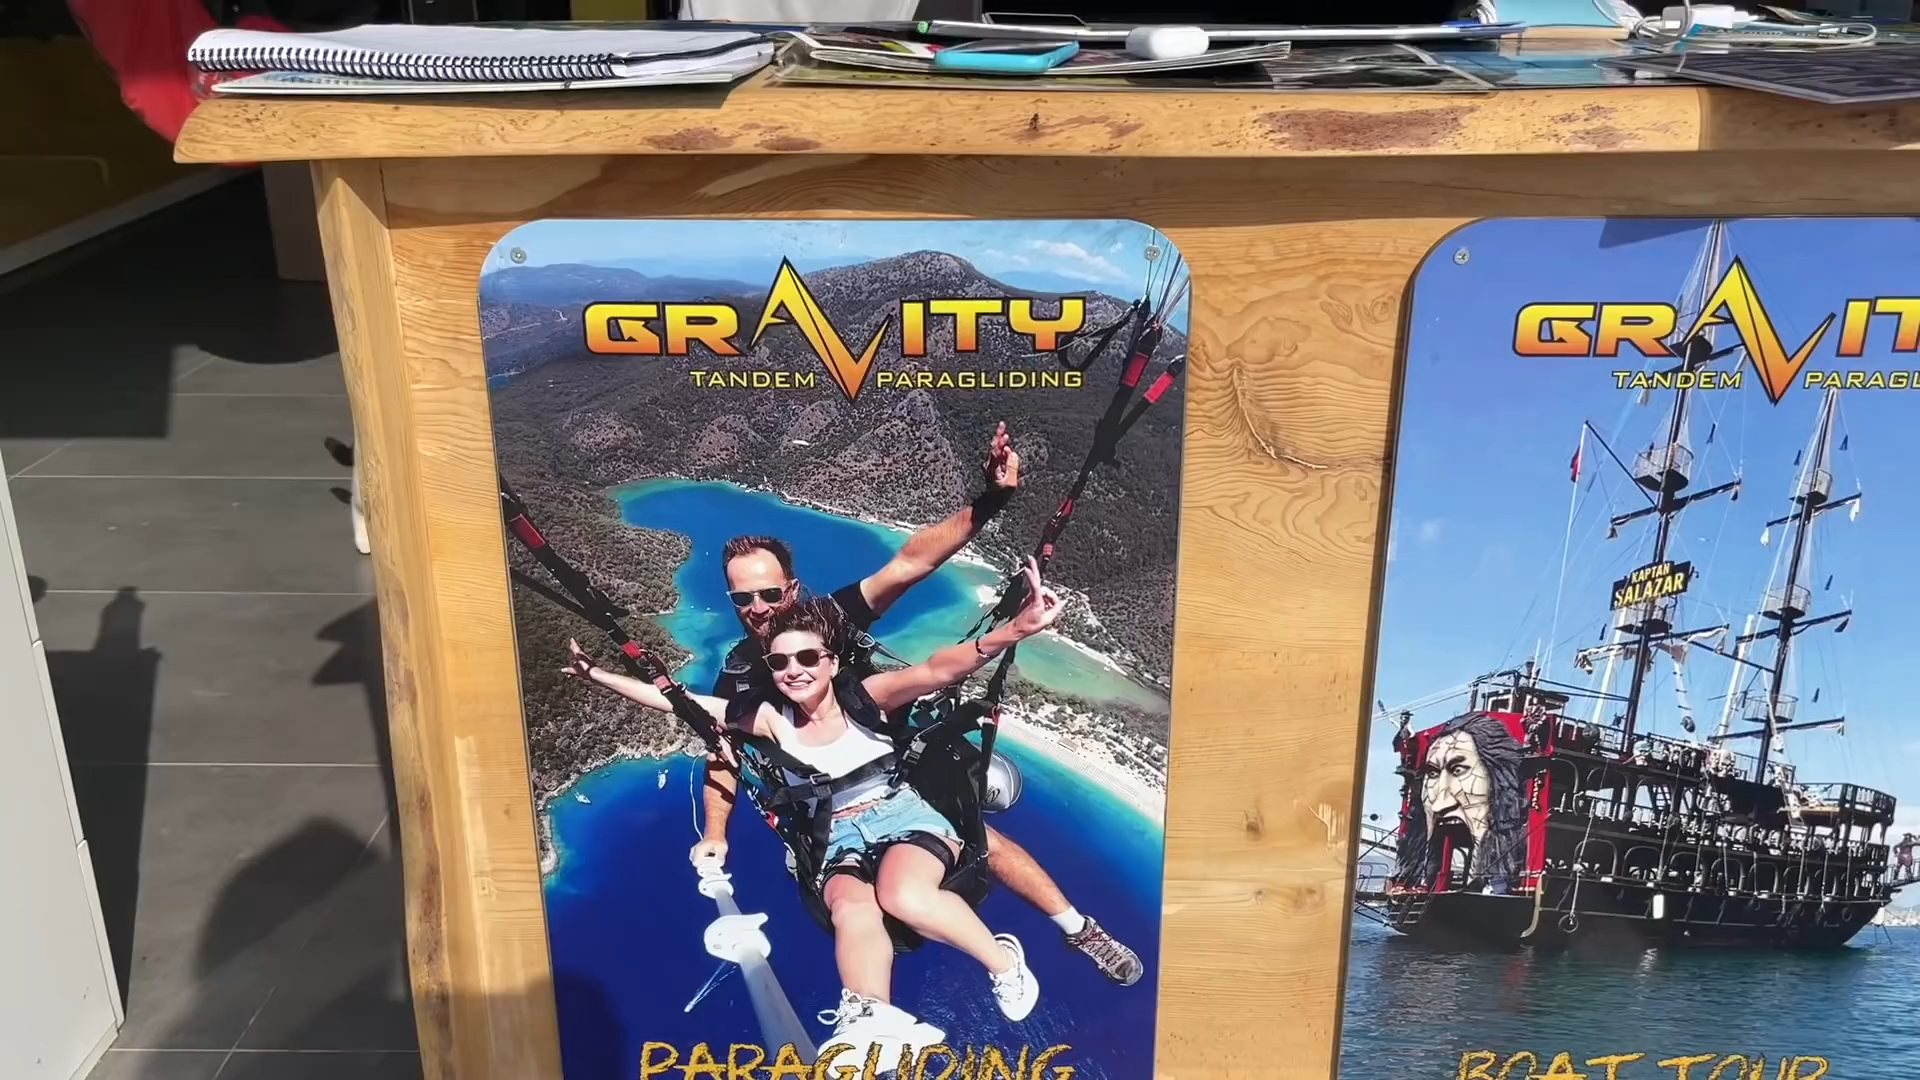 GRAVITY
TANDEM PARAGLIDING
PARAGLIDING
GRAVIT
TANDEM PARAGL
KAPTAN
SALAZAR
BOAT TOUR